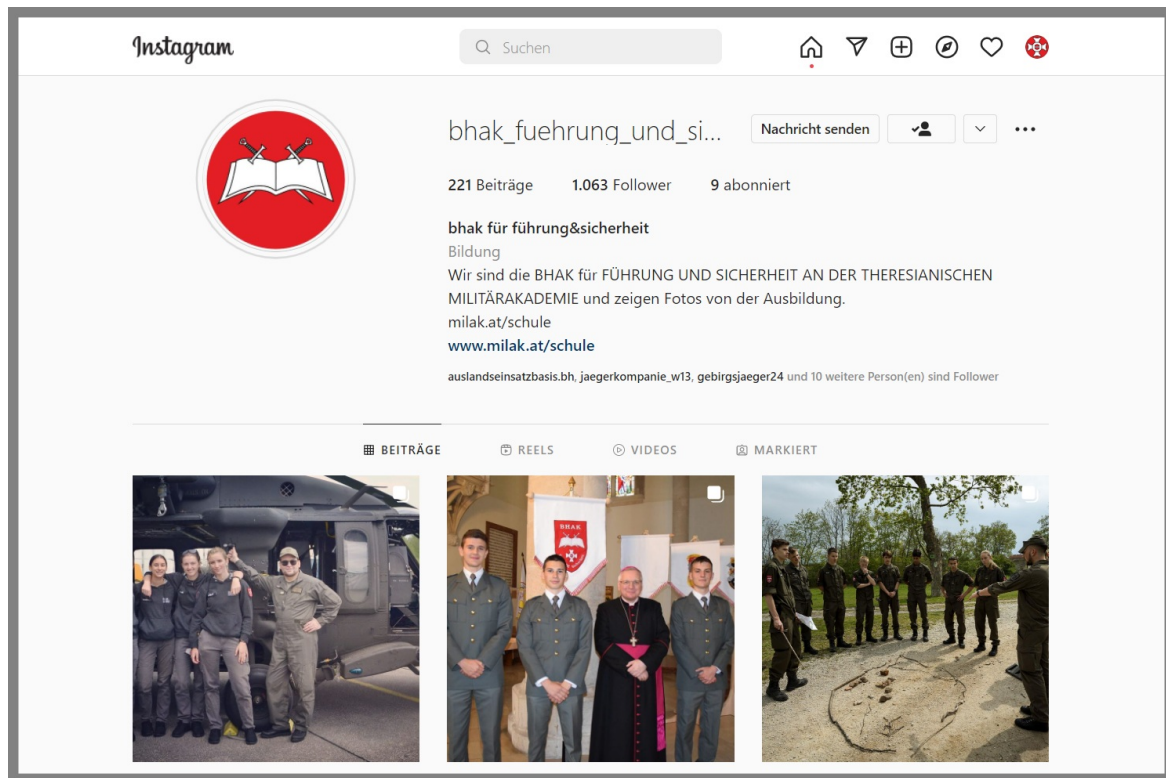 Instagram
Suchen
bhak_fuehrung_und_si...
Nachricht senden
221 Beiträge 1.063 Follower 9 abonniert
bhak für führung&sicherheit
Bildung
Wir sind die BHAK für FÜHRUNG UND SICHERHEIT AN DER THERESIANISCHEN
MILITÄRAKADEMIE und zeigen Fotos von der Ausbildung.
milak.at/schule
www.milak.at/schule
auslandseinsatzbasis.bh, jaegerkompanie_w13, gebirgsjaeger24 und 10 weitere Person(en) sind Follower
BEITRÄGE REELS VIDEOS MARKIERT
BHAK